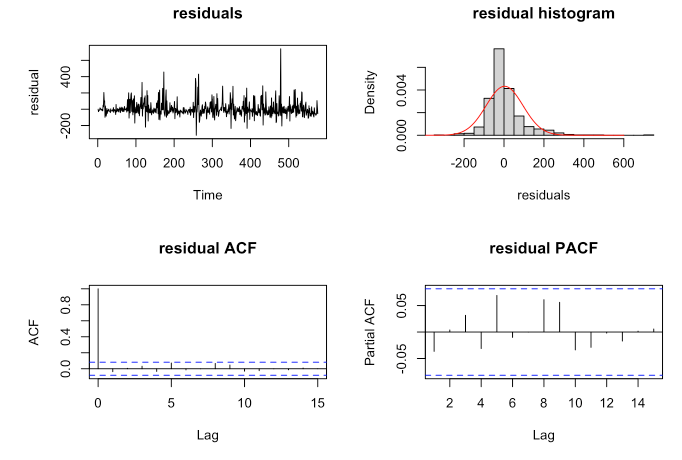 residuals
residual
400
-200
0 100 200 300 400 500
Time
residual histogram
Density
0.004
0.000
-200 0 200 400 600
residuals
residual ACF
ACF
0.8
0.4
0.0
0 5 10 15
Lag
residual PACF
Partial ACF
0.05
-0.05
2 4 6 8 10 12 14
Lag